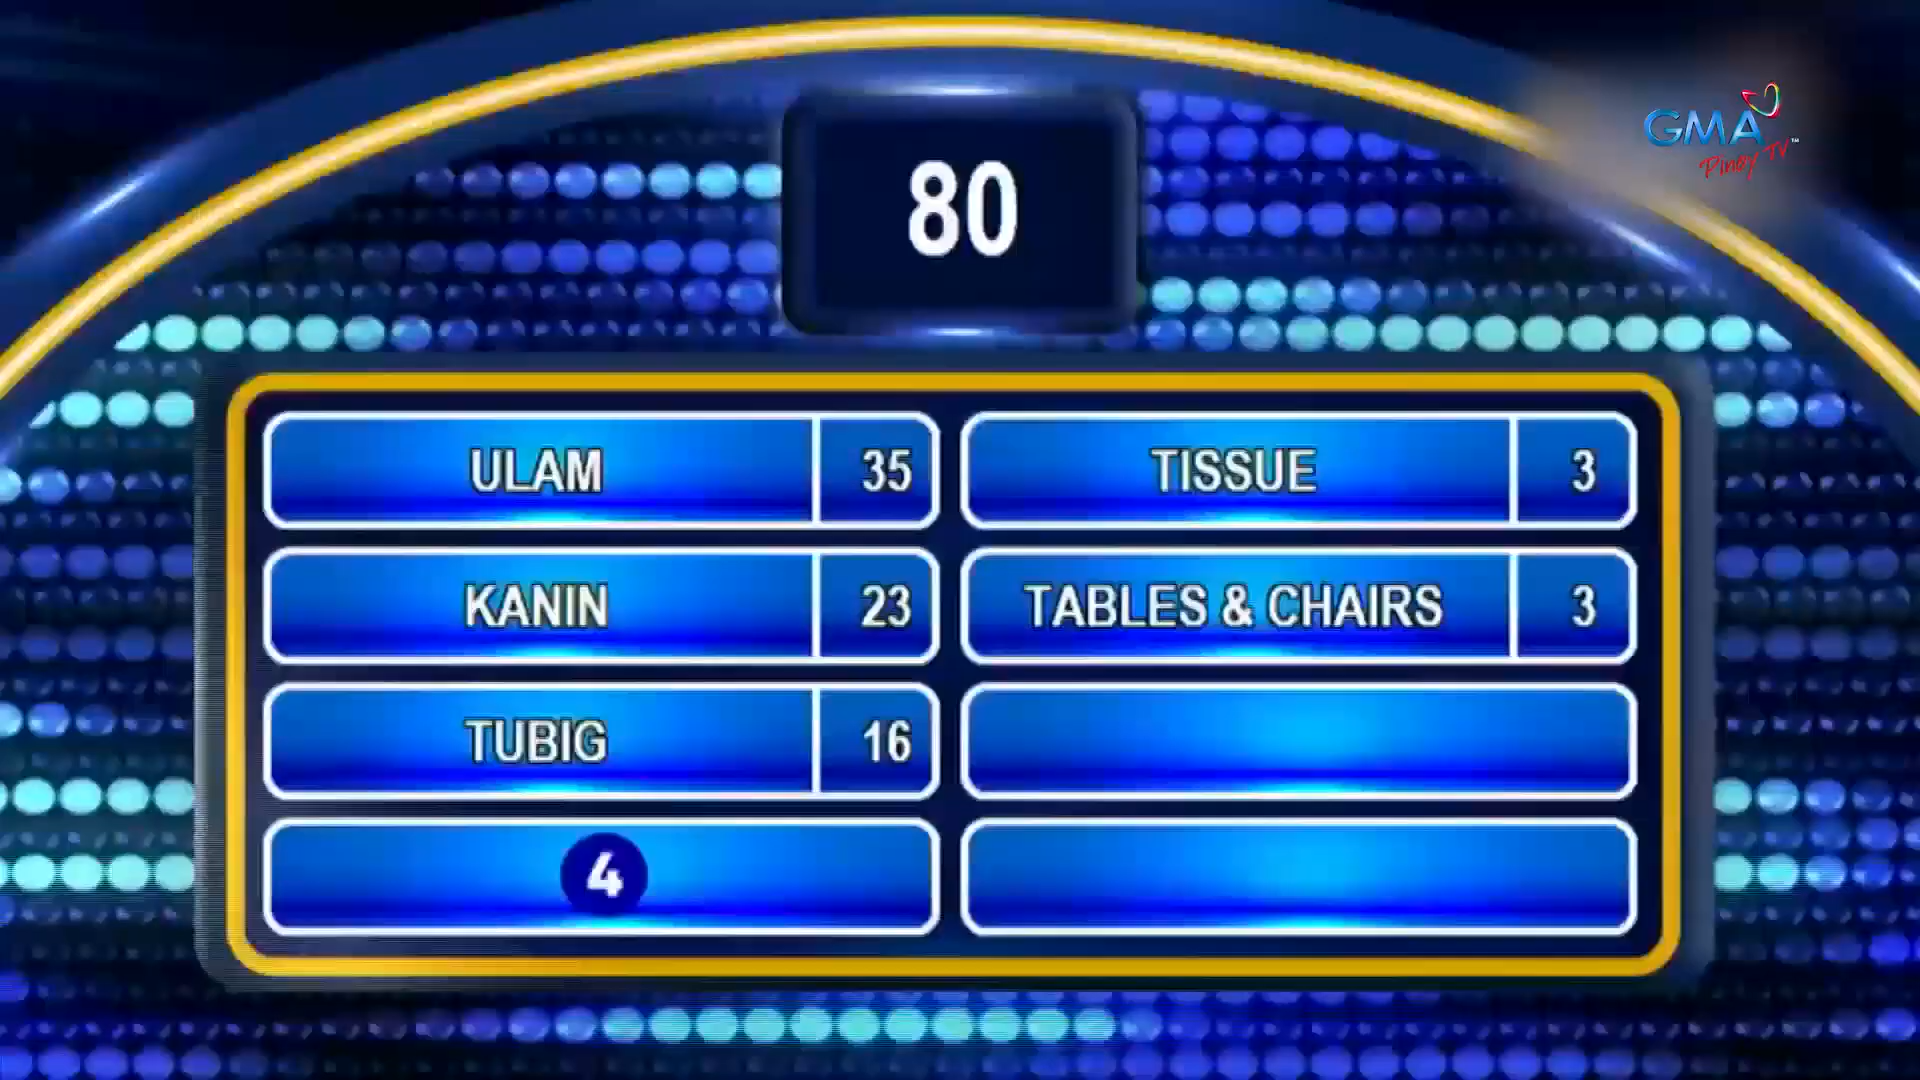 80
GMA
Pinoy TV
ULAM 35
KANIN 23
TUBIG 16
4
TISSUE 3
TABLES & CHAIRS 3